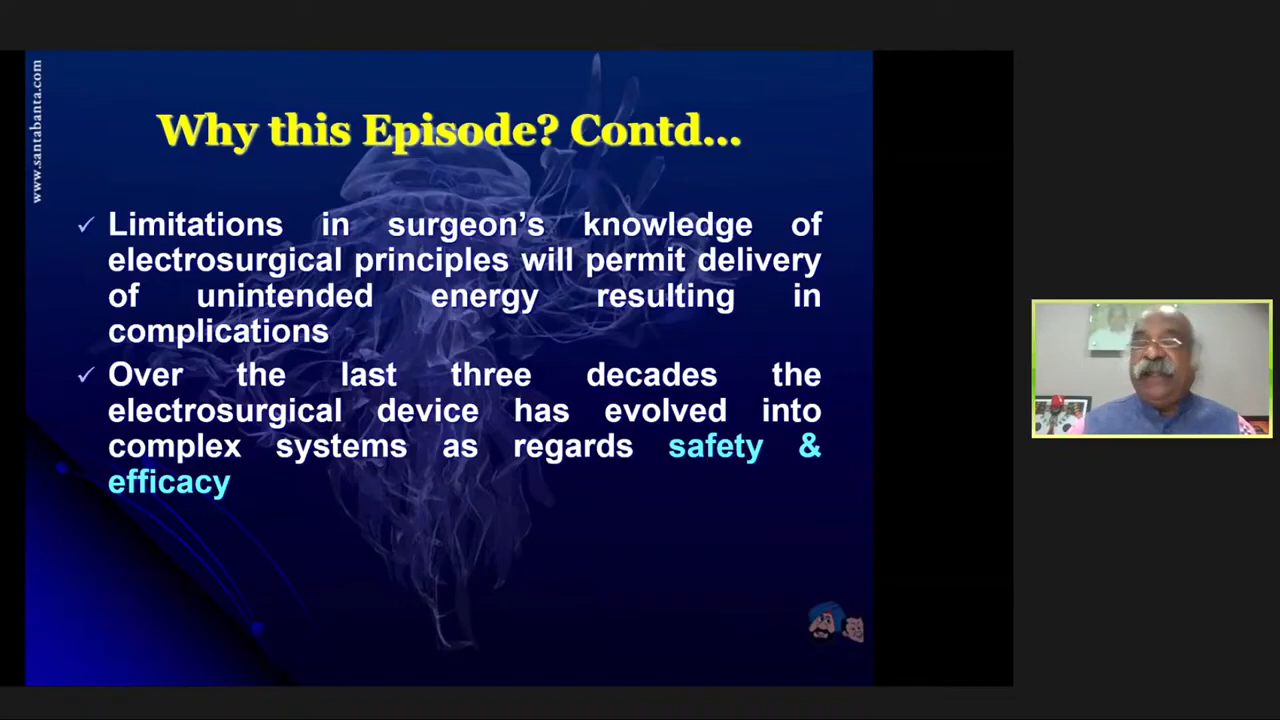 www.santabanta.com
Why this Episode? Contd...
✓ Limitations in surgeon's knowledge of
electrosurgical principles will permit delivery
of unintended energy resulting in
complications
✓ Over the last three decades the
electrosurgical device has evolved into
complex systems as regards safety &
efficacy